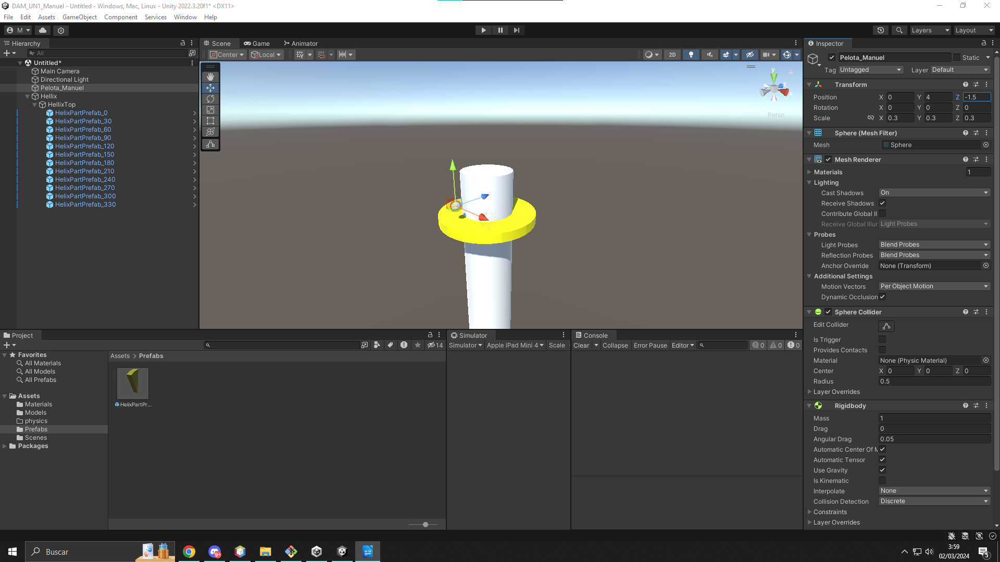 DAM_UN1_Manuel - Untitled - Windows, Mac, Linux - Unity 2022.3.20f1* <DX11>
File Edit Assets GameObject Component Services Window Help
M
Layers Layout
Hierarchy
All
Untitled*
Main Camera
Directional Light
Pelota_Manuel
Hellix
HellixTop
HelixPartPrefab_0
HelixPartPrefab_30
HelixPartPrefab_60
HelixPartPrefab_90
HelixPartPrefab_120
HelixPartPrefab_150
HelixPartPrefab_180
HelixPartPrefab_210
HelixPartPrefab_240
HelixPartPrefab_270
HelixPartPrefab_300
HelixPartPrefab_330
Scene Game Animator
Center Local
2D
y
z
x
Persp
Inspector
Pelota_Manuel Static
Tag Untagged Layer Default
Transform
Position X 0 Y 4 Z -1.5
Rotation X 0 Y 0 Z 0
Scale X 0.3 Y 0.3 Z 0.3
Sphere (Mesh Filter)
Mesh Sphere
Mesh Renderer
Materials 1
Lighting
Cast Shadows On
Receive Shadows
Contribute Global Il
Receive Global Illur Light Probes
Probes
Light Probes Blend Probes
Reflection Probes Blend Probes
Anchor Override None (Transform)
Additional Settings
Motion Vectors Per Object Motion
Dynamic Occlusion
Sphere Collider
Edit Collider
Is Trigger
Provides Contacts
Material None (Physic Material)
Center X 0 Y 0 Z 0
Radius 0.5
Layer Overrides
Rigidbody
Mass 1
Drag 0
Angular Drag 0.05
Automatic Center Of M
Automatic Tensor
Use Gravity
Is Kinematic
Interpolate None
Collision Detection Discrete
Constraints
Layer Overrides
Project
14
Favorites
All Materials
All Models
All Prefabs
Assets
Materials
Models
physics
Prefabs
Scenes
Packages
Assets > Prefabs
HelixPartPr...
Simulator
Simulator Apple iPad Mini 4 Scale
Console
Clear Collapse Error Pause Editor 0 0 0
Buscar
9+
3:59
02/03/2024
5